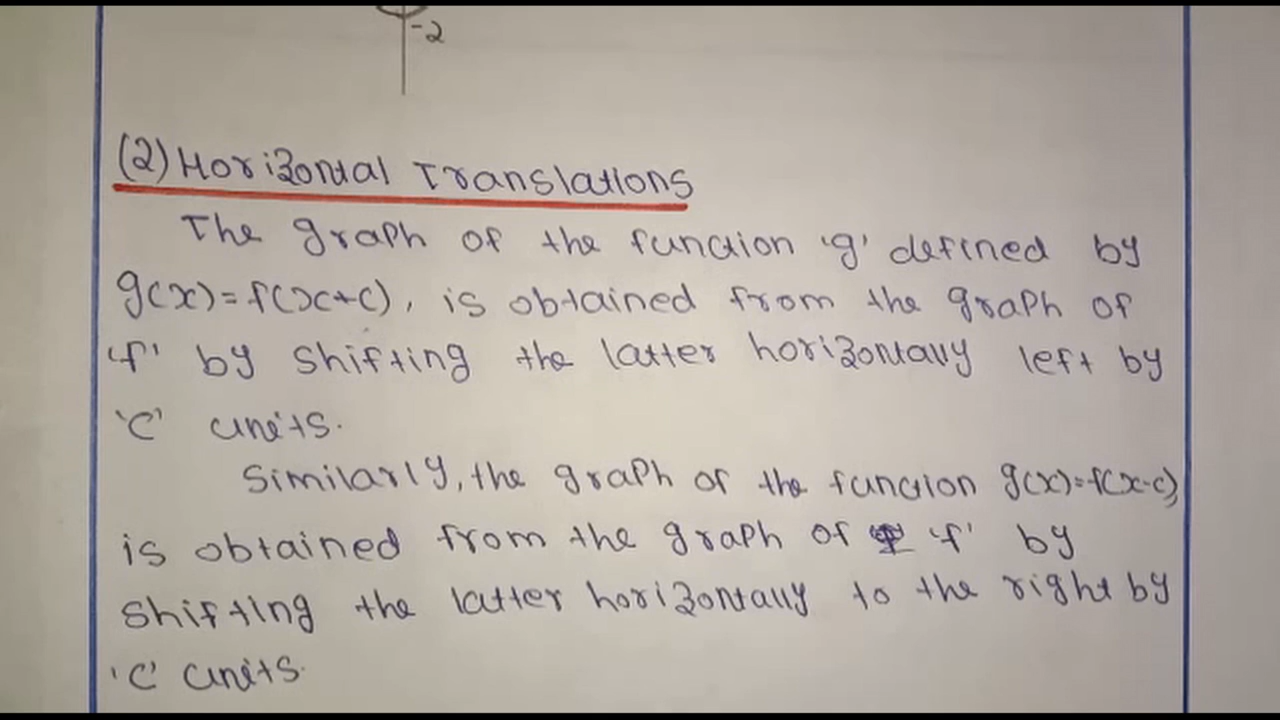 -2
(2) Horizontal Translations
The graph of the function 'g' defined by
g(x)=f(x+c), is obtained from the graph of
'f' by shifting the latter horizontally left by
'c' units.
Similarly, the graph of the function g(x)=f(x-c),
is obtained from the graph of 'f' by
shifting the latter horizontally to the right by
'c' units.